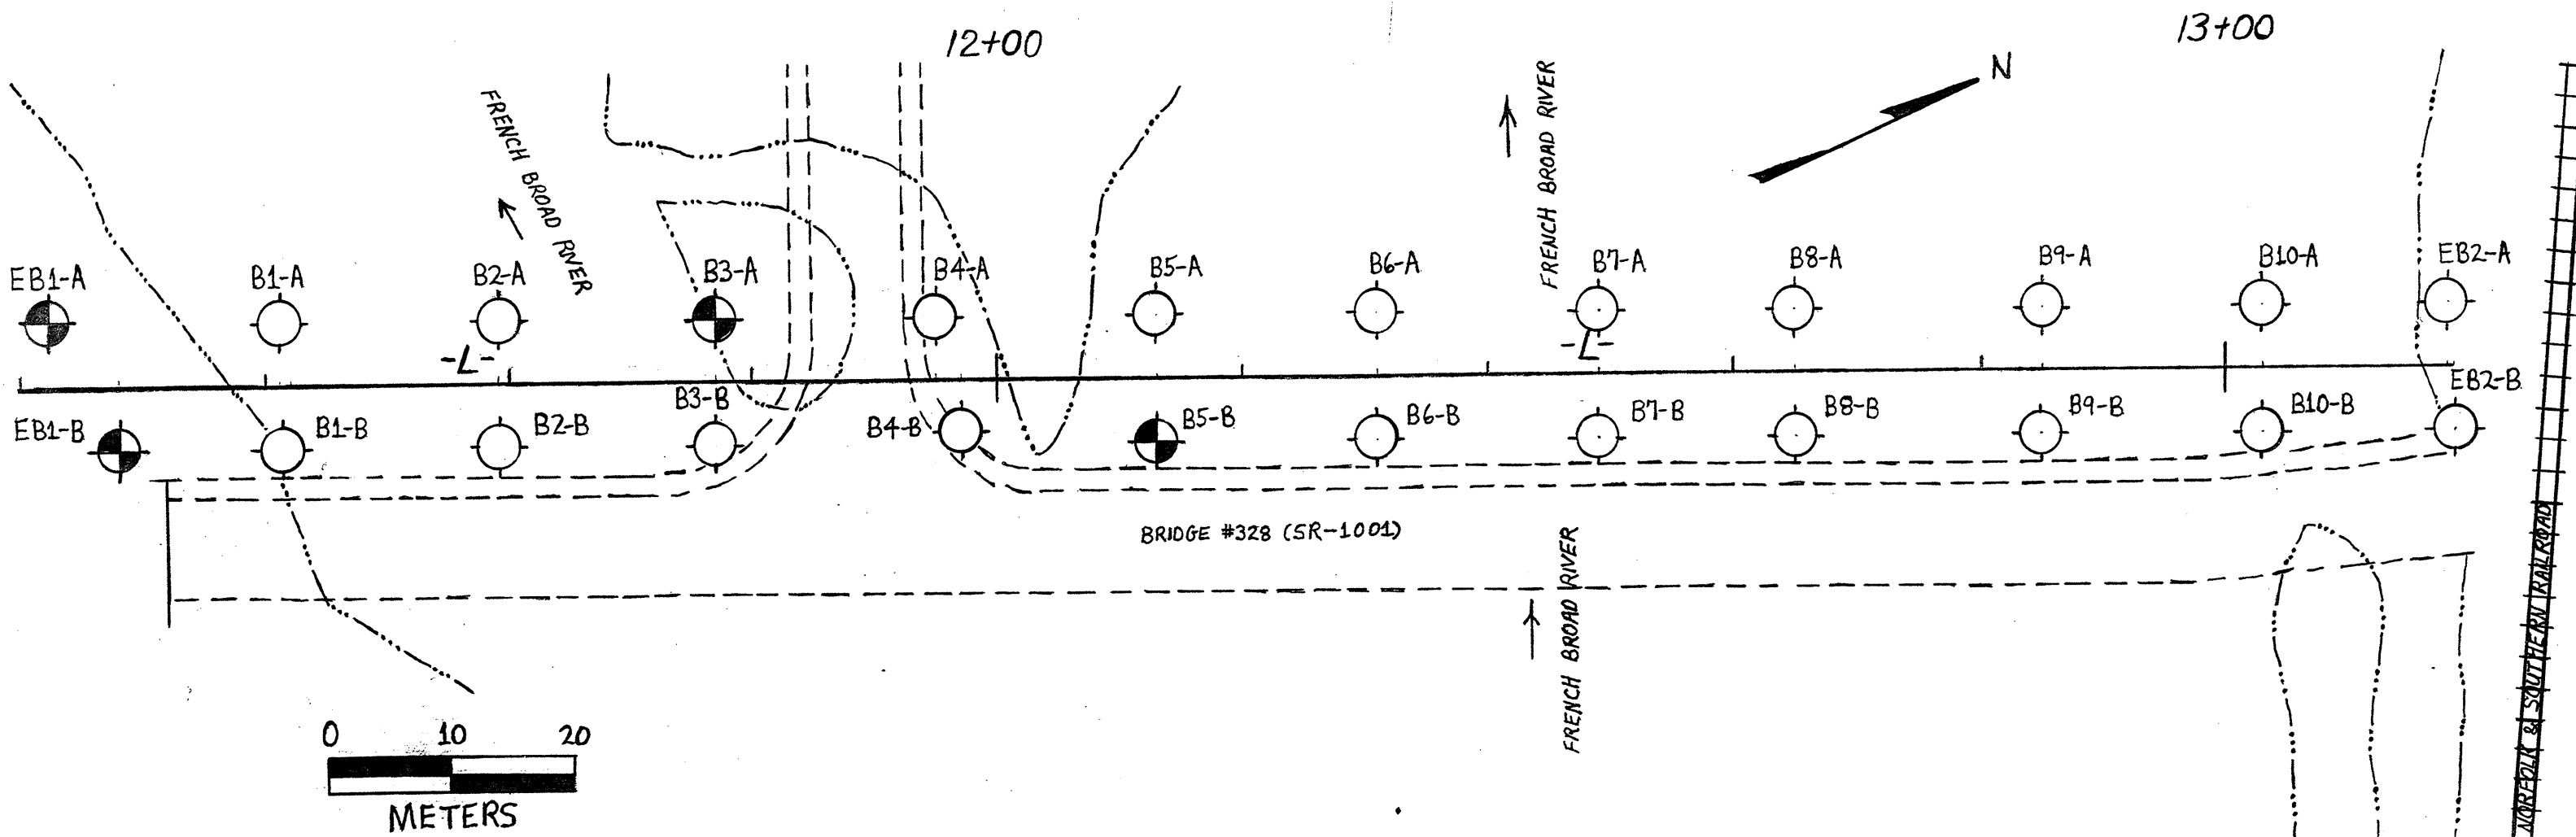 12+00
13+00
N
FRENCH BROAD RIVER
FRENCH BROAD RIVER
EB1-A
B1-A
B2-A
B3-A
B4-A
B5-A
B6-A
B7-A
B8-A
B9-A
B10-A
EB2-A
-L-
-L-
EB1-B
B1-B
B2-B
B3-B
B4-B
B5-B
B6-B
B7-B
B8-B
B9-B
B10-B
EB2-B
BRIDGE #328 (SR-1001)
FRENCH BROAD RIVER
NORFOLK & SOUTHERN RAILROAD
0 10 20
METERS